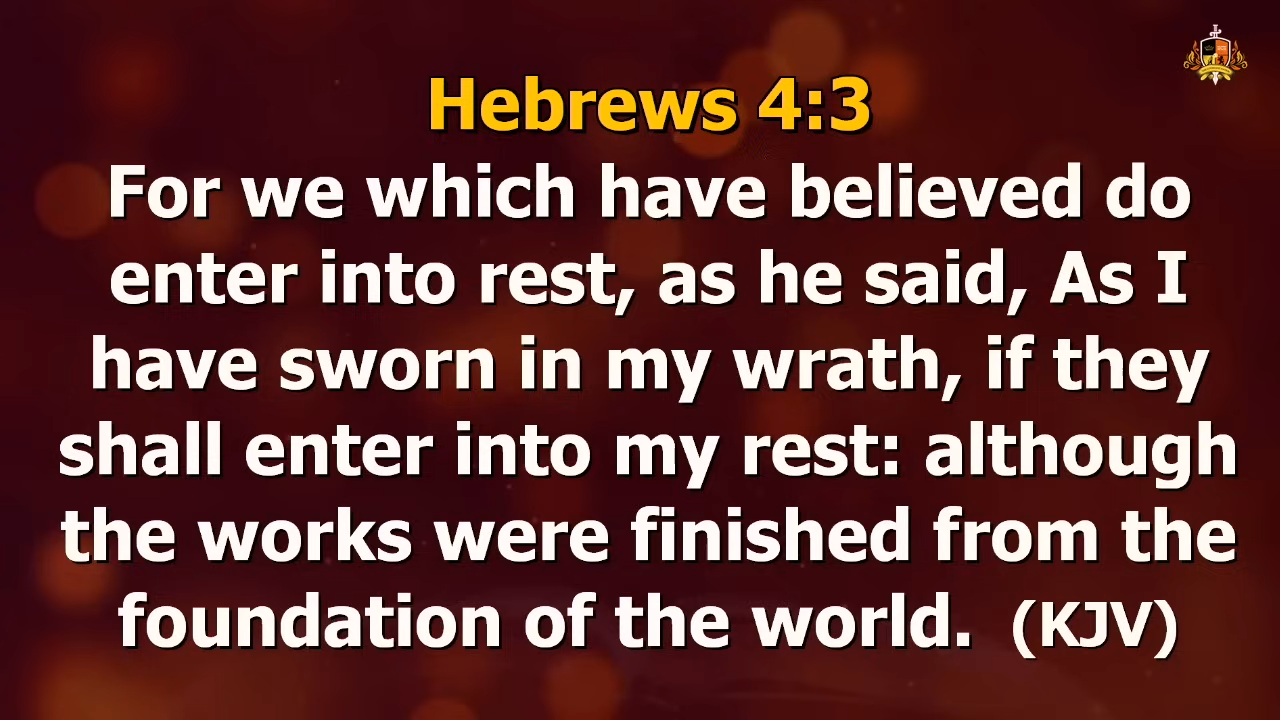 Hebrews 4:3
For we which have believed do
enter into rest, as he said, As I
have sworn in my wrath, if they
shall enter into my rest: although
the works were finished from the
foundation of the world. (KJV)